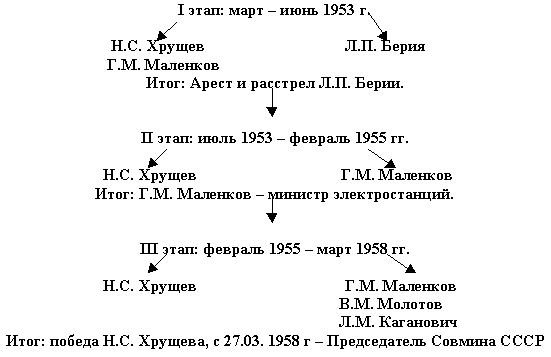 I этап: март – июнь 1953 г.
Н.С. Хрущев Л.П. Берия
Г.М. Маленков
Итог: Арест и расстрел Л.П. Берии.
II этап: июль 1953 – февраль 1955 гг.
Н.С. Хрущев Г.М. Маленков
Итог: Г.М. Маленков – министр электростанций.
III этап: февраль 1955 – март 1958 гг.
Н.С. Хрущев Г.М. Маленков
В.М. Молотов
Л.М. Каганович
Итог: победа Н.С. Хрущева, с 27.03. 1958 г – Председатель Совмина СССР